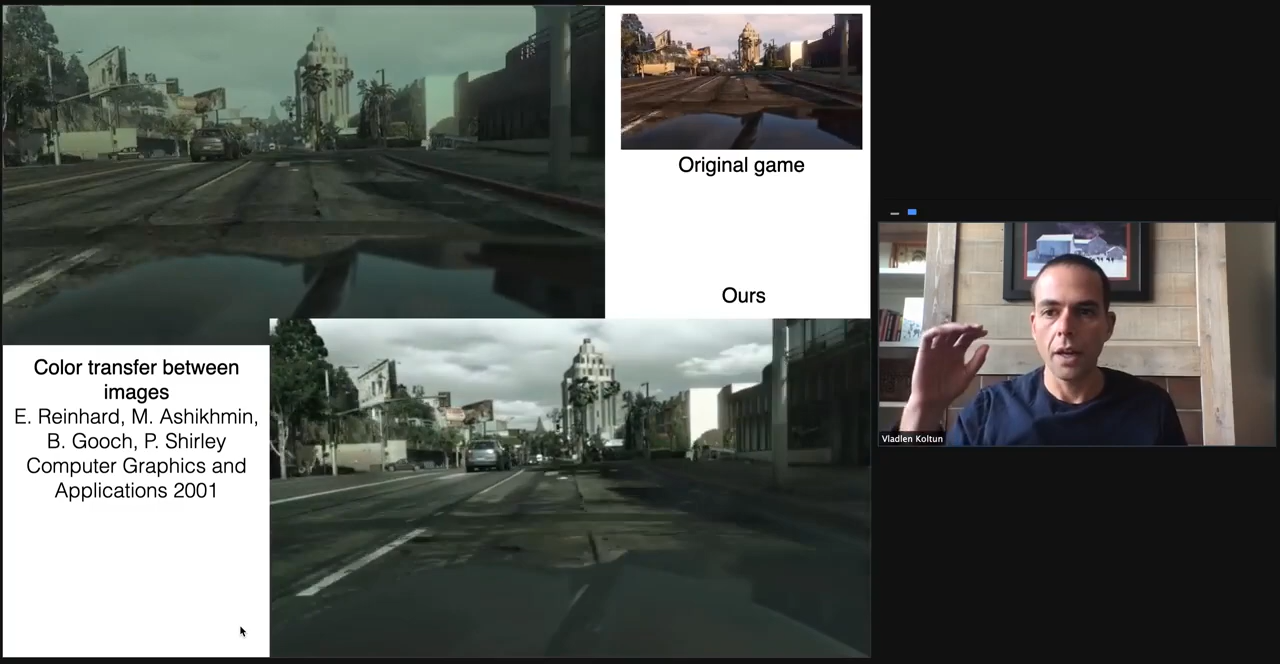 Original game
Ours
Color transfer between
images
E. Reinhard, M. Ashikhmin,
B. Gooch, P. Shirley
Computer Graphics and
Applications 2001
Vladlen Koltun